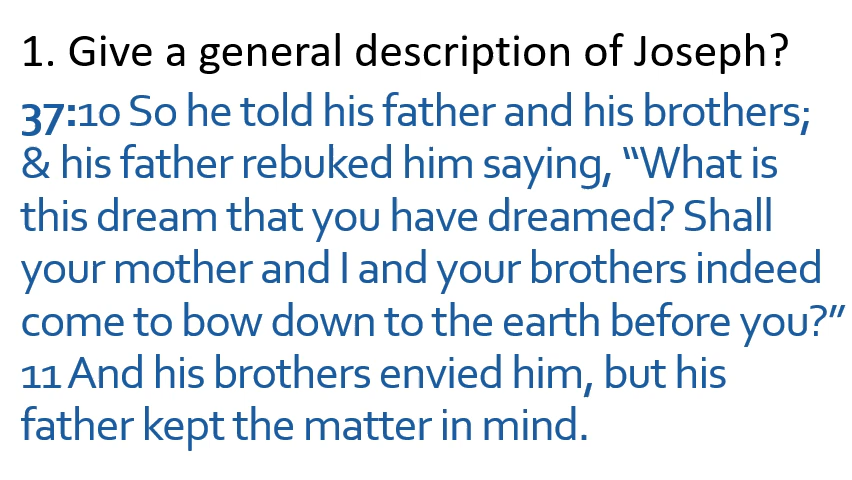 1. Give a general description of Joseph?
37:10 So he told his father and his brothers;
& his father rebuked him saying, “What is
this dream that you have dreamed? Shall
your mother and I and your brothers indeed
come to bow down to the earth before you?”
11 And his brothers envied him, but his
father kept the matter in mind.